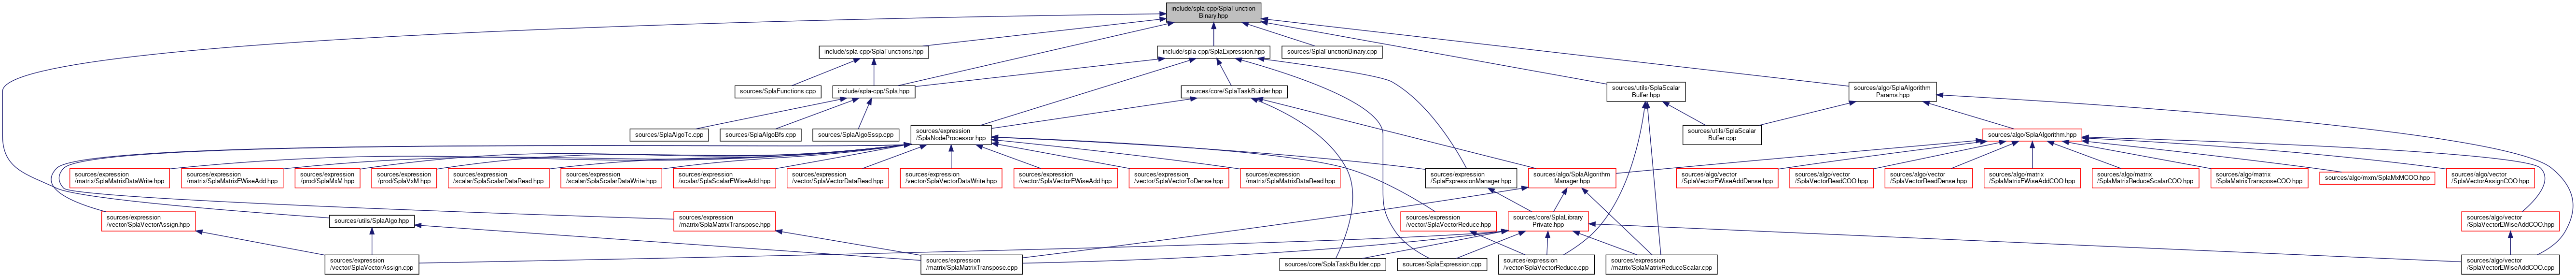 include/spla-cpp/SplaFunction
Binary.hpp
include/spla-cpp/SplaFunctions.hpp
include/spla-cpp/SplaExpression.hpp
sources/SplaFunctionBinary.cpp
sources/SplaFunctions.cpp
include/spla-cpp/Spla.hpp
sources/core/SplaTaskBuilder.hpp
sources/utils/SplaScalar
Buffer.hpp
sources/algo/SplaAlgorithm
Params.hpp
sources/SplaAlgoTc.cpp
sources/SplaAlgoBfs.cpp
sources/SplaAlgoSssp.cpp
sources/expression
/SplaNodeProcessor.hpp
sources/utils/SplaScalar
Buffer.cpp
sources/algo/SplaAlgorithm.hpp
sources/expression
/matrix/SplaMatrixDataWrite.hpp
sources/expression
/matrix/SplaMatrixEWiseAdd.hpp
sources/expression
/prod/SplaMxM.hpp
sources/expression
/prod/SplaVxM.hpp
sources/expression
/scalar/SplaScalarDataRead.hpp
sources/expression
/scalar/SplaScalarDataWrite.hpp
sources/expression
/scalar/SplaScalarEWiseAdd.hpp
sources/expression
/vector/SplaVectorDataRead.hpp
sources/expression
/vector/SplaVectorDataWrite.hpp
sources/expression
/vector/SplaVectorEWiseAdd.hpp
sources/expression
/vector/SplaVectorToDense.hpp
sources/expression
/matrix/SplaMatrixDataRead.hpp
sources/expression
/SplaExpressionManager.hpp
sources/algo/SplaAlgorithm
Manager.hpp
sources/algo/vector
/SplaVectorEWiseAddDense.hpp
sources/algo/vector
/SplaVectorReadCOO.hpp
sources/algo/vector
/SplaVectorReadDense.hpp
sources/algo/matrix
/SplaMatrixEWiseAddCOO.hpp
sources/algo/matrix
/SplaMatrixReduceScalarCOO.hpp
sources/algo/matrix
/SplaMatrixTransposeCOO.hpp
sources/algo/mxm/SplaMxMCOO.hpp
sources/algo/vector
/SplaVectorAssignCOO.hpp
sources/expression
/vector/SplaVectorAssign.hpp
sources/utils/SplaAlgo.hpp
sources/expression
/matrix/SplaMatrixTranspose.hpp
sources/expression
/vector/SplaVectorReduce.hpp
sources/core/SplaLibrary
Private.hpp
sources/algo/vector
/SplaVectorEWiseAddCOO.hpp
sources/expression
/vector/SplaVectorAssign.cpp
sources/expression
/matrix/SplaMatrixTranspose.cpp
sources/core/SplaTaskBuilder.cpp
sources/SplaExpression.cpp
sources/expression
/vector/SplaVectorReduce.cpp
sources/expression
/matrix/SplaMatrixReduceScalar.cpp
sources/algo/vector
/SplaVectorEWiseAddCOO.cpp